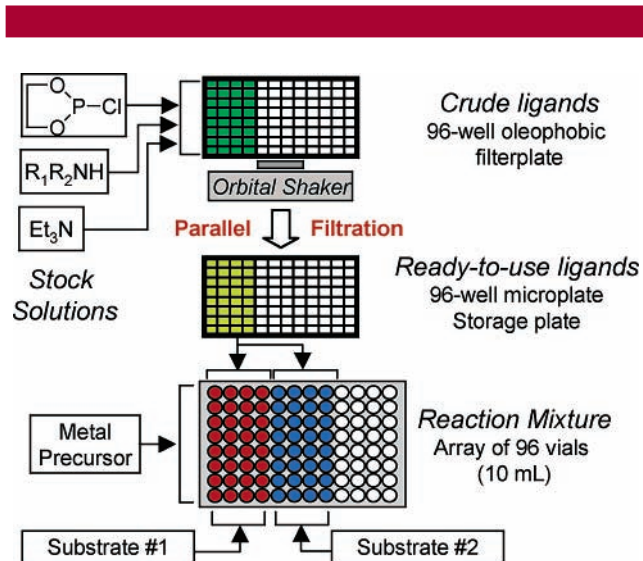 O
P
Cl
O
R₁R₂NH
Et₃N
Stock
Solutions
Crude ligands
96-well oleophobic
filterplate
Orbital Shaker
Parallel
Filtration
Ready-to-use ligands
96-well microplate
Storage plate
Metal
Precursor
Reaction Mixture
Array of 96 vials
(10 mL)
Substrate #1
Substrate #2